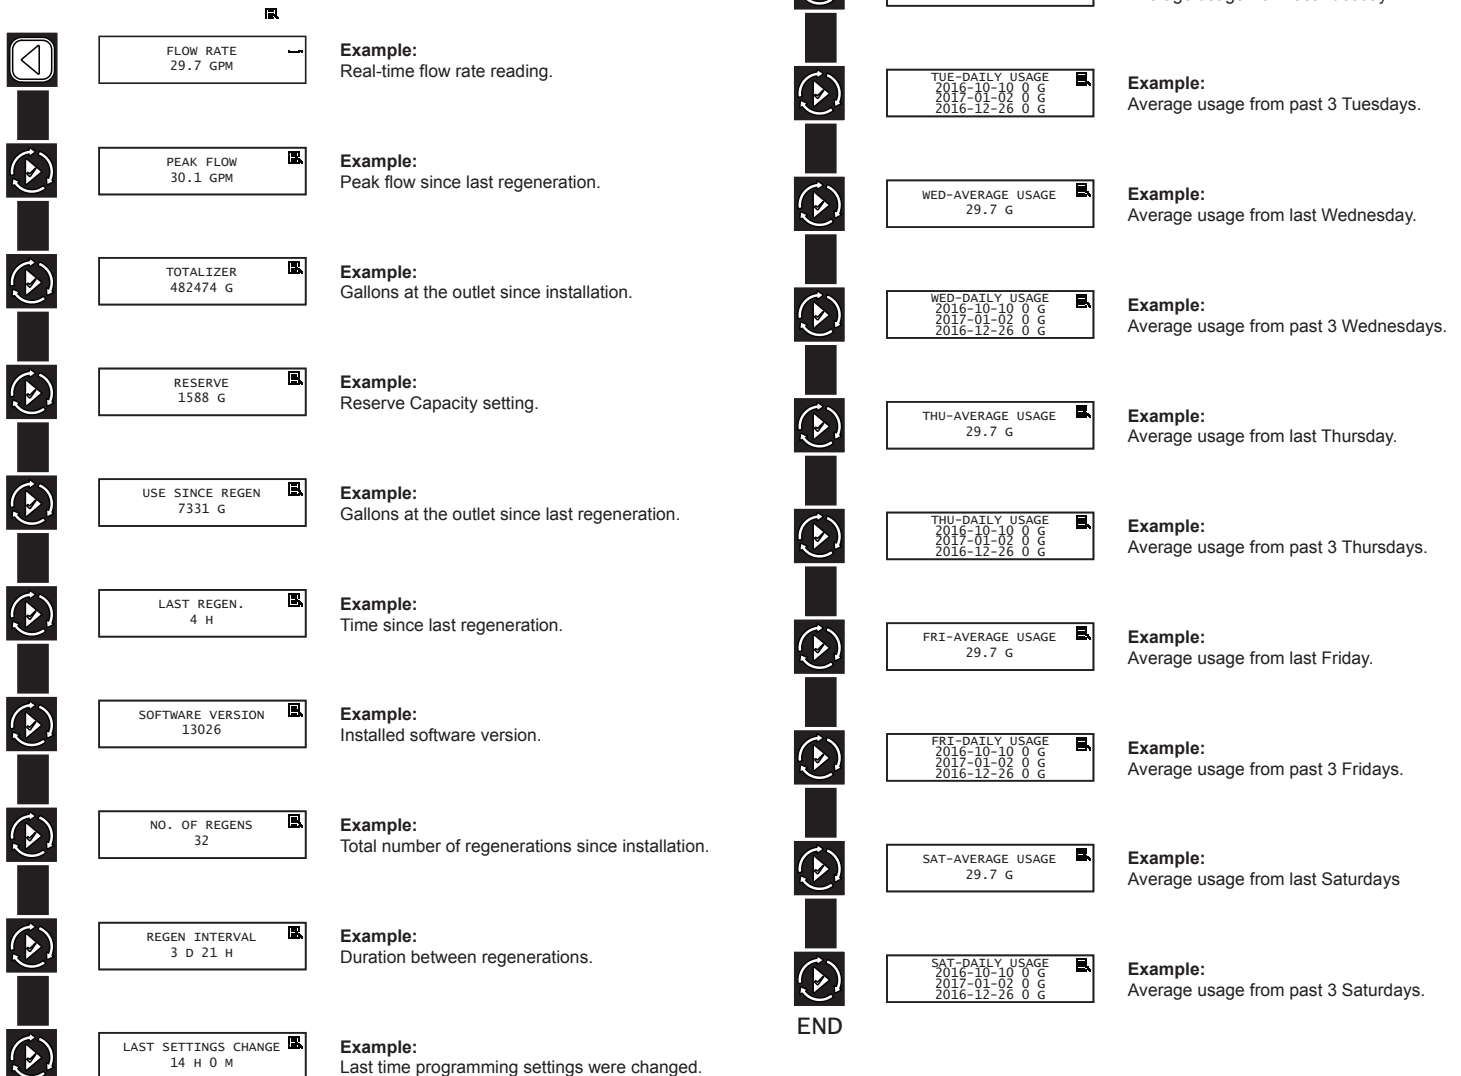 FLOW RATE
29.7 GPM
Example:
Real-time flow rate reading.
PEAK FLOW
30.1 GPM
Example:
Peak flow since last regeneration.
TOTALIZER
482474 G
Example:
Gallons at the outlet since installation.
RESERVE
1588 G
Example:
Reserve Capacity setting.
USE SINCE REGEN
7331 G
Example:
Gallons at the outlet since last regeneration.
LAST REGEN.
4 H
Example:
Time since last regeneration.
SOFTWARE VERSION
13026
Example:
Installed software version.
NO. OF REGENS
32
Example:
Total number of regenerations since installation.
REGEN INTERVAL
3 D 21 H
Example:
Duration between regenerations.
LAST SETTINGS CHANGE
14 H 0 M
Example:
Last time programming settings were changed.
TUE-DAILY USAGE
2016-10-10 0 G
2017-01-02 0 G
2016-12-26 0 G
Example:
Average usage from past 3 Tuesdays.
WED-AVERAGE USAGE
29.7 G
Example:
Average usage from last Wednesday.
WED-DAILY USAGE
2016-10-10 0 G
2017-01-02 0 G
2016-12-26 0 G
Example:
Average usage from past 3 Wednesdays.
THU-AVERAGE USAGE
29.7 G
Example:
Average usage from last Thursday.
THU-DAILY USAGE
2016-10-10 0 G
2017-01-02 0 G
2016-12-26 0 G
Example:
Average usage from past 3 Thursdays.
FRI-AVERAGE USAGE
29.7 G
Example:
Average usage from last Friday.
FRI-DAILY USAGE
2016-10-10 0 G
2017-01-02 0 G
2016-12-26 0 G
Example:
Average usage from past 3 Fridays.
SAT-AVERAGE USAGE
29.7 G
Example:
Average usage from last Saturdays
SAT-DAILY USAGE
2016-10-10 0 G
2017-01-02 0 G
2016-12-26 0 G
Example:
Average usage from past 3 Saturdays.
END